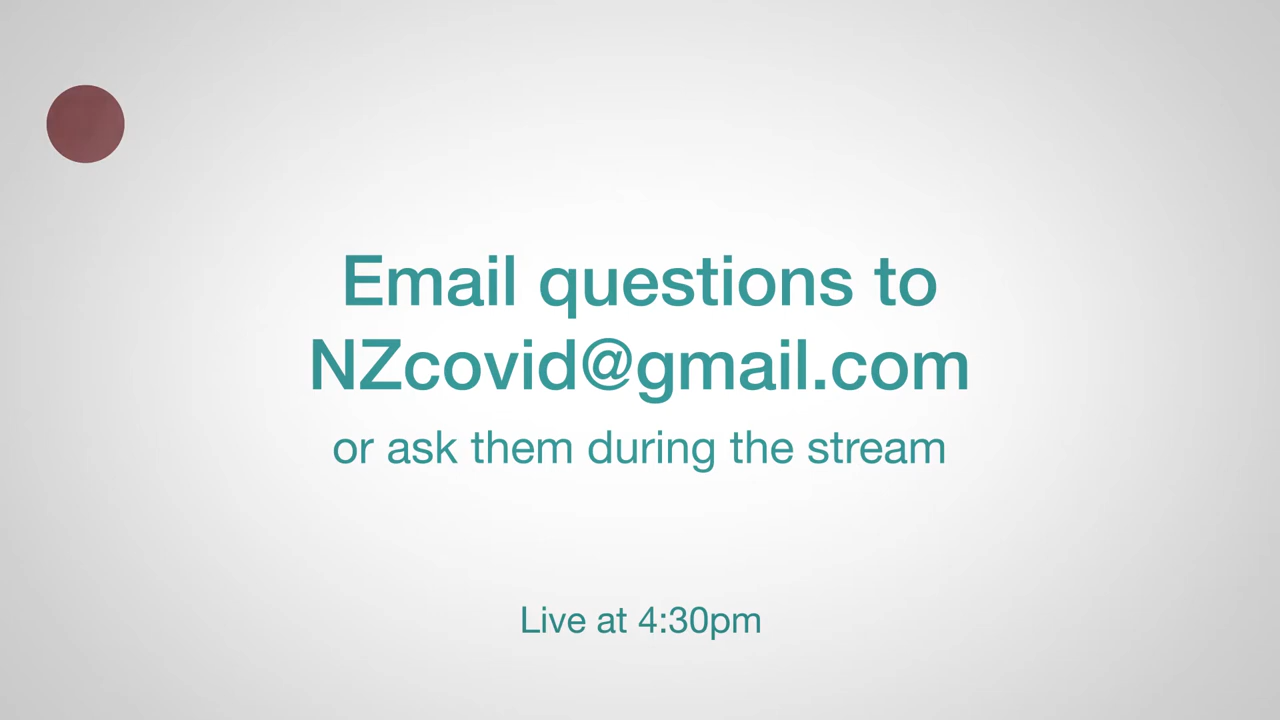 Email questions to
NZcovid@gmail.com
or ask them during the stream
Live at 4:30pm